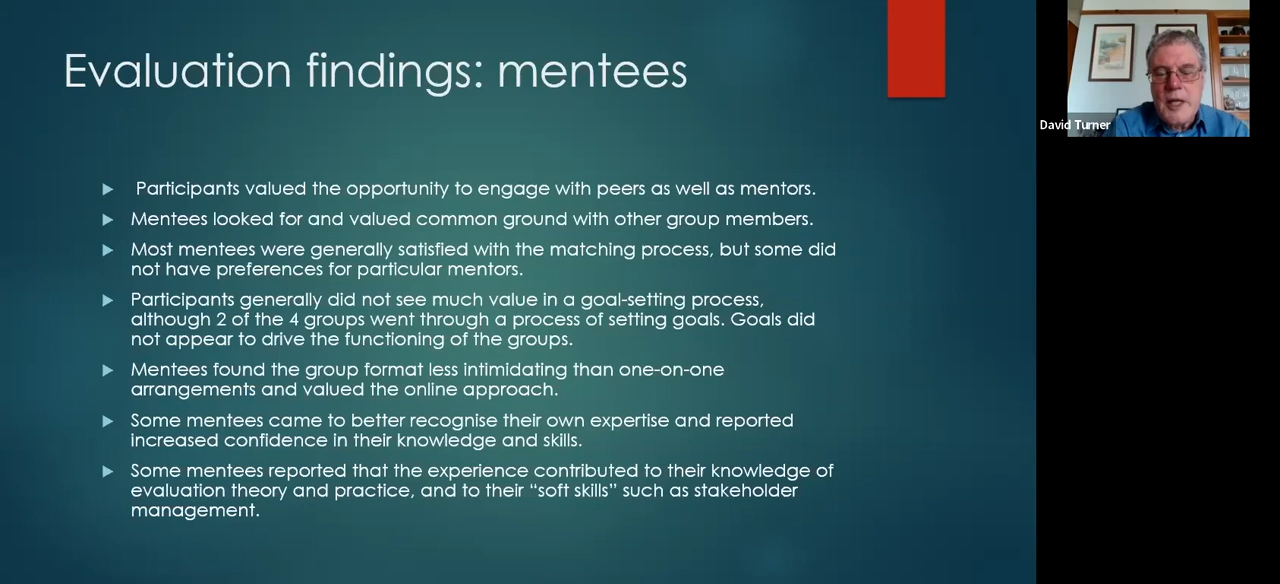 Evaluation findings: mentees
David Turner
Participants valued the opportunity to engage with peers as well as mentors.
Mentees looked for and valued common ground with other group members.
Most mentees were generally satisfied with the matching process, but some did
not have preferences for particular mentors.
Participants generally did not see much value in a goal-setting process,
although 2 of the 4 groups went through a process of setting goals. Goals did
not appear to drive the functioning of the groups.
Mentees found the group format less intimidating than one-on-one
arrangements and valued the online approach.
Some mentees came to better recognise their own expertise and reported
increased confidence in their knowledge and skills.
Some mentees reported that the experience contributed to their knowledge of
evaluation theory and practice, and to their “soft skills” such as stakeholder
management.